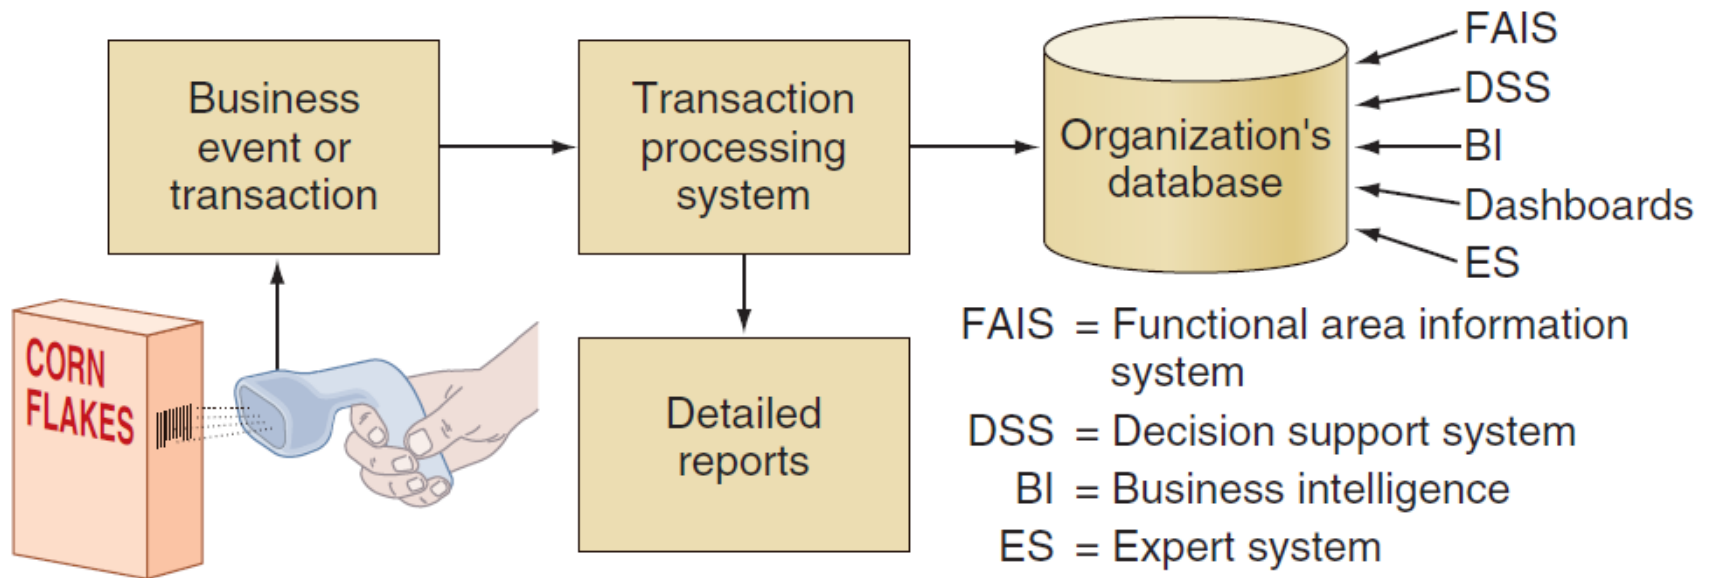 Business
event or
transaction
Transaction
processing
system
Organization's
database
FAIS
DSS
BI
Dashboards
ES
CORN
FLAKES
Detailed
reports
FAIS = Functional area information
system
DSS = Decision support system
BI = Business intelligence
ES = Expert system